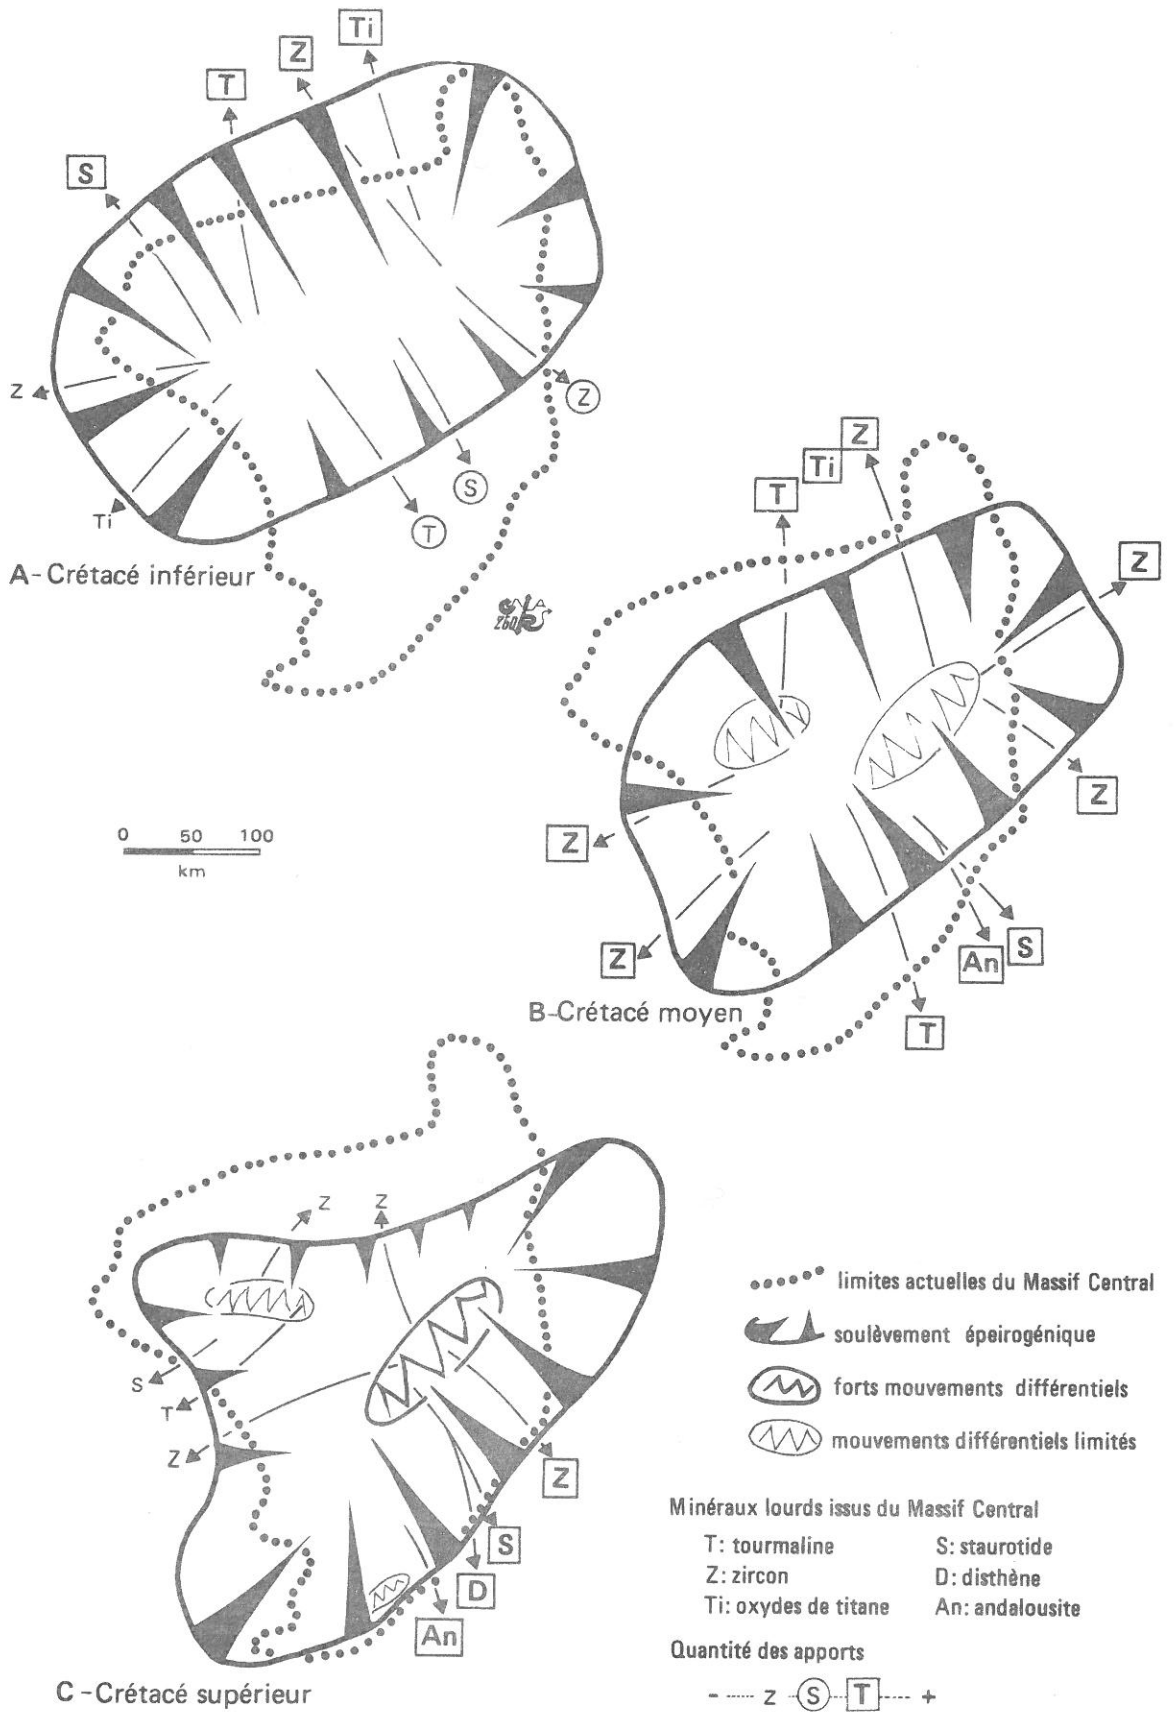 Ti
Z
T
S
Z
Z
S
T
Ti
A-Crétacé inférieur
Z
Ti
T
Z
Z
Z
Z
S
An
T
B-Crétacé moyen
0 50 100
km
Z
Z
S
T
Z
Z
S
D
An
C-Crétacé supérieur
limites actuelles du Massif Central
soulèvement épeirogénique
forts mouvements différentiels
mouvements différentiels limités
Minéraux lourds issus du Massif Central
T: tourmaline S: staurotide
Z: zircon D: disthène
Ti: oxydes de titane An: andalousite
Quantité des apports
- ----- Z -- S -- T ---- +